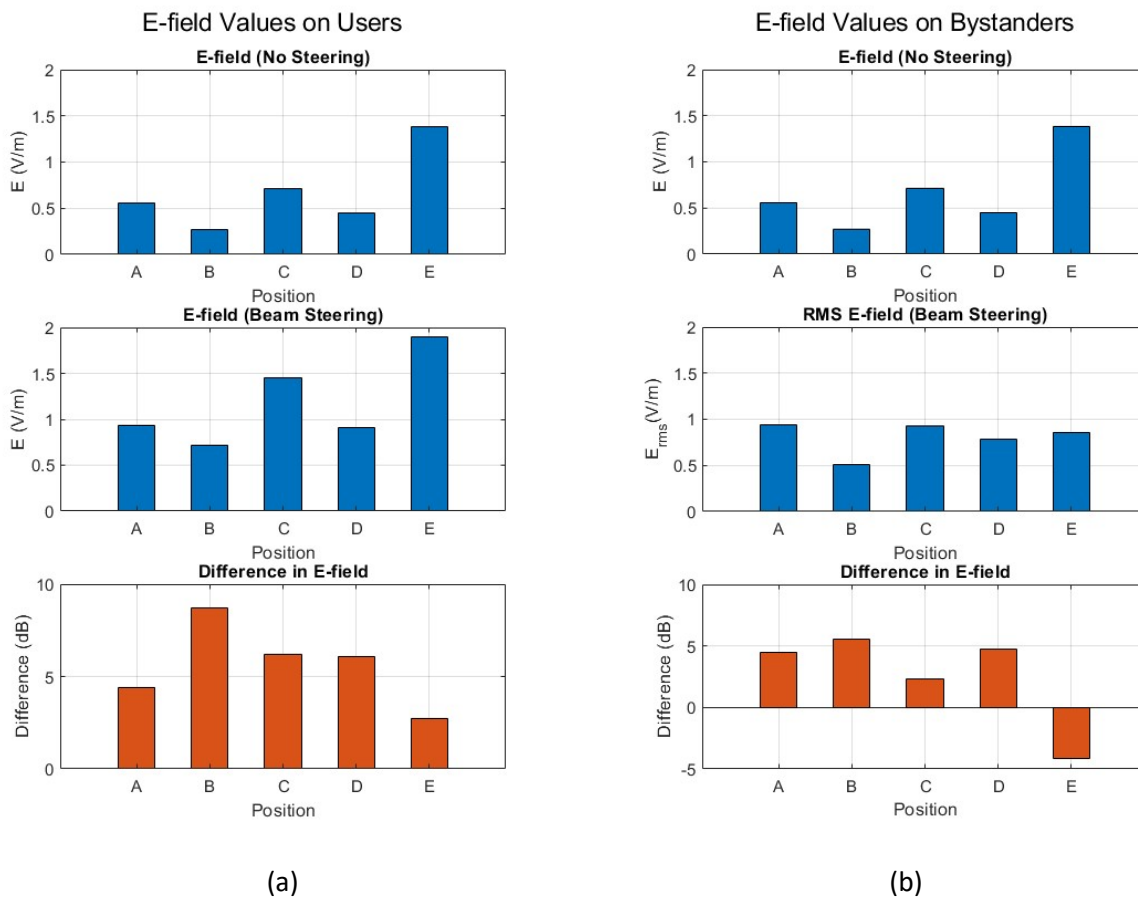 E-field Values on Users
E-field (No Steering)
2
1.5
1
0.5
0
E (V/m)
A B C D E
Position
E-field (Beam Steering)
2
1.5
1
0.5
0
E (V/m)
A B C D E
Position
Difference in E-field
10
5
0
Difference (dB)
A B C D E
Position
(a)
E-field Values on Bystanders
E-field (No Steering)
2
1.5
1
0.5
0
E (V/m)
A B C D E
Position
RMS E-field (Beam Steering)
2
1.5
1
0.5
0
E_rms(V/m)
A B C D E
Position
Difference in E-field
10
5
0
-5
Difference (dB)
A B C D E
Position
(b)